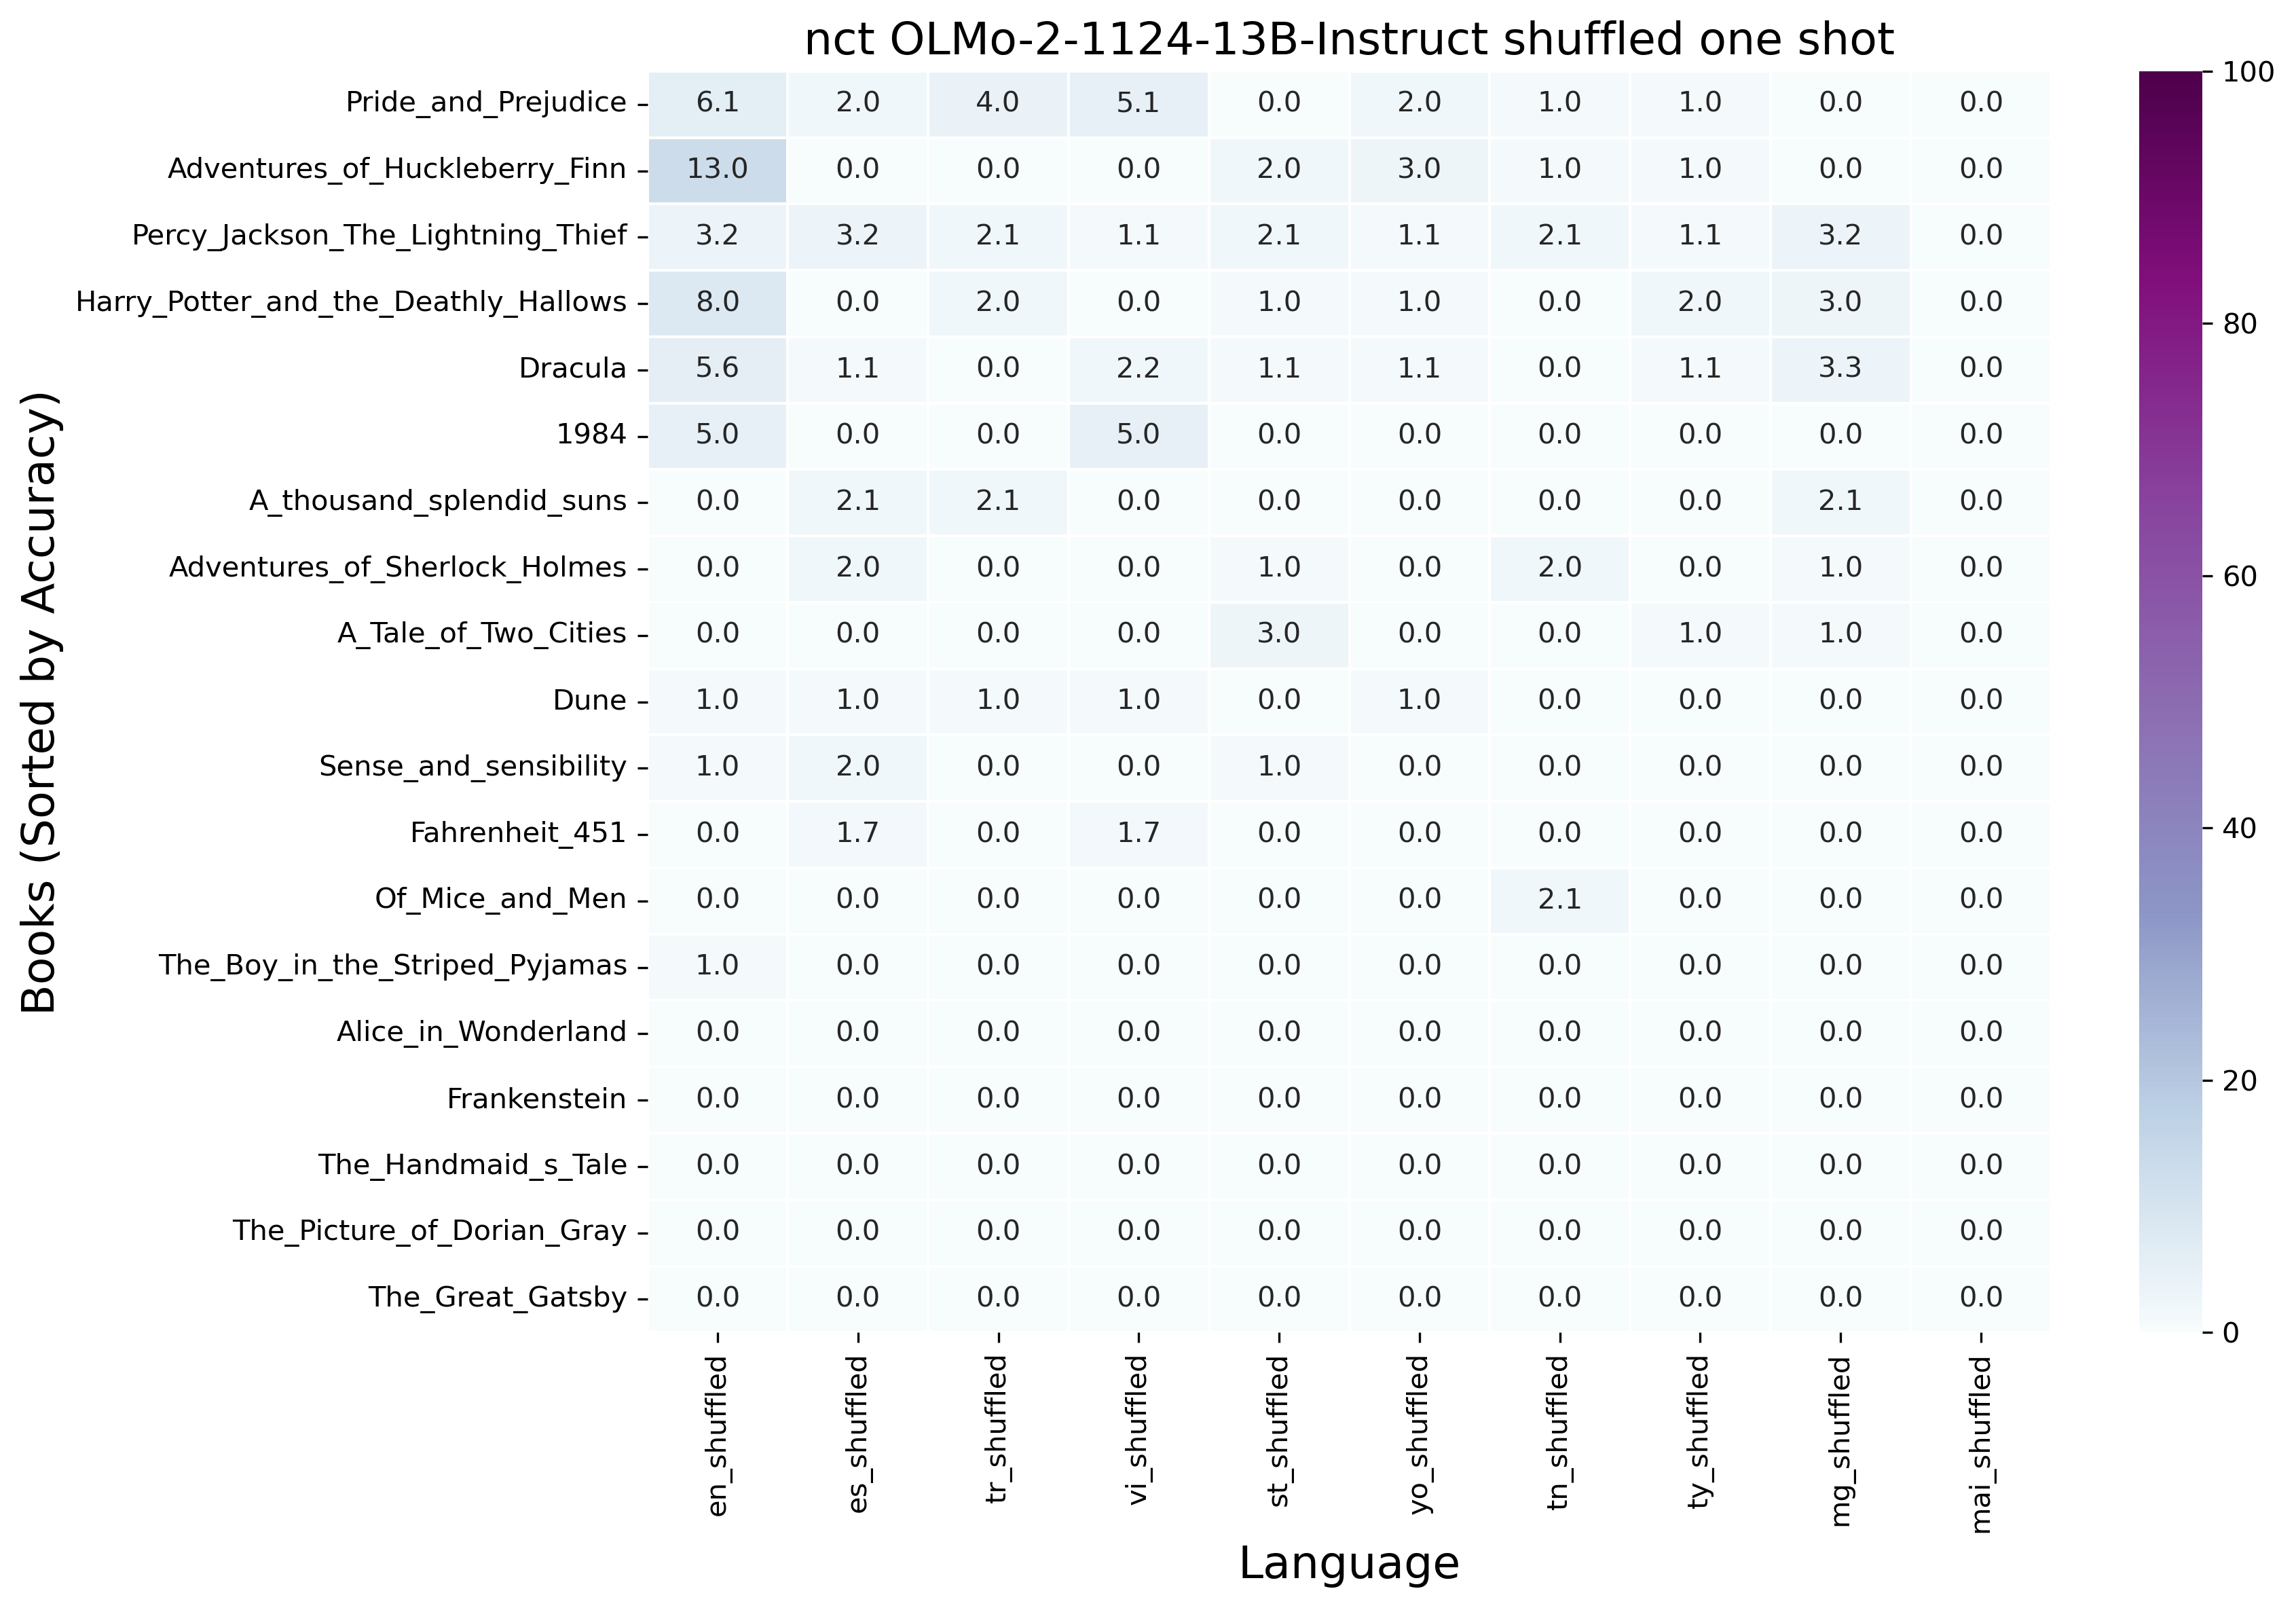 nct OLMo-2-1124-13B-Instruct shuffled one shot
Books (Sorted by Accuracy)
Pride_and_Prejudice 6.1 2.0 4.0 5.1 0.0 2.0 1.0 1.0 0.0 0.0
Adventures_of_Huckleberry_Finn 13.0 0.0 0.0 0.0 2.0 3.0 1.0 1.0 0.0 0.0
Percy_Jackson_The_Lightning_Thief 3.2 3.2 2.1 1.1 2.1 1.1 2.1 1.1 3.2 0.0
Harry_Potter_and_the_Deathly_Hallows 8.0 0.0 2.0 0.0 1.0 1.0 0.0 2.0 3.0 0.0
Dracula 5.6 1.1 0.0 2.2 1.1 1.1 0.0 1.1 3.3 0.0
1984 5.0 0.0 0.0 5.0 0.0 0.0 0.0 0.0 0.0 0.0
A_thousand_splendid_suns 0.0 2.1 2.1 0.0 0.0 0.0 0.0 0.0 2.1 0.0
Adventures_of_Sherlock_Holmes 0.0 2.0 0.0 0.0 1.0 0.0 2.0 0.0 1.0 0.0
A_Tale_of_Two_Cities 0.0 0.0 0.0 0.0 3.0 0.0 0.0 1.0 1.0 0.0
Dune 1.0 1.0 1.0 1.0 0.0 1.0 0.0 0.0 0.0 0.0
Sense_and_sensibility 1.0 2.0 0.0 0.0 1.0 0.0 0.0 0.0 0.0 0.0
Fahrenheit_451 0.0 1.7 0.0 1.7 0.0 0.0 0.0 0.0 0.0 0.0
Of_Mice_and_Men 0.0 0.0 0.0 0.0 0.0 0.0 2.1 0.0 0.0 0.0
The_Boy_in_the_Striped_Pyjamas 1.0 0.0 0.0 0.0 0.0 0.0 0.0 0.0 0.0 0.0
Alice_in_Wonderland 0.0 0.0 0.0 0.0 0.0 0.0 0.0 0.0 0.0 0.0
Frankenstein 0.0 0.0 0.0 0.0 0.0 0.0 0.0 0.0 0.0 0.0
The_Handmaid_s_Tale 0.0 0.0 0.0 0.0 0.0 0.0 0.0 0.0 0.0 0.0
The_Picture_of_Dorian_Gray 0.0 0.0 0.0 0.0 0.0 0.0 0.0 0.0 0.0 0.0
The_Great_Gatsby 0.0 0.0 0.0 0.0 0.0 0.0 0.0 0.0 0.0 0.0
en_shuffled
es_shuffled
tr_shuffled
vi_shuffled
st_shuffled
yo_shuffled
tn_shuffled
ty_shuffled
mg_shuffled
mai_shuffled
Language
100
80
60
40
20
0